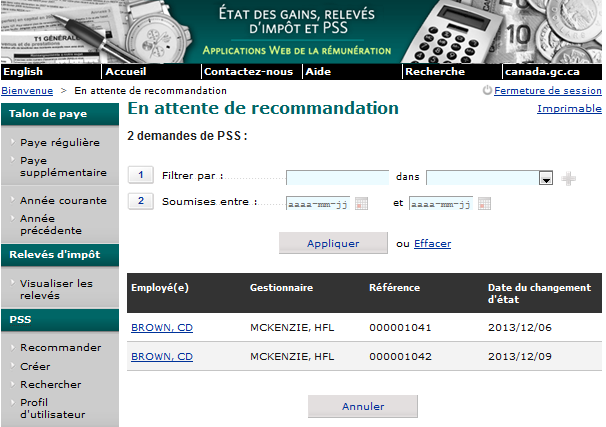 T1 GÉNÉRALE
ÉTAT DES GAINS, RELEVÉS
D'IMPÔT ET PSS
APPLICATIONS WEB DE LA RÉMUNÉRATION
English Accueil Contactez-nous Aide Recherche canada.gc.ca
Bienvenue > En attente de recommandation
Fermeture de session
Talon de paye
Paye régulière
Paye
supplémentaire
Année courante
Année
précédente
Relevés d'impôt
Visualiser les
relevés
PSS
Recommander
Créer
Rechercher
Profil
d'utilisateur
En attente de recommandation
Imprimable
2 demandes de PSS :
1 Filtrer par : dans
2 Soumises entre : aaaa-mm-jj et aaaa-mm-jj
Appliquer ou Effacer
Employé(e) Gestionnaire Référence Date du changement
d'état
BROWN, CD MCKENZIE, HFL 000001041 2013/12/06
BROWN, CD MCKENZIE, HFL 000001042 2013/12/09
Annuler